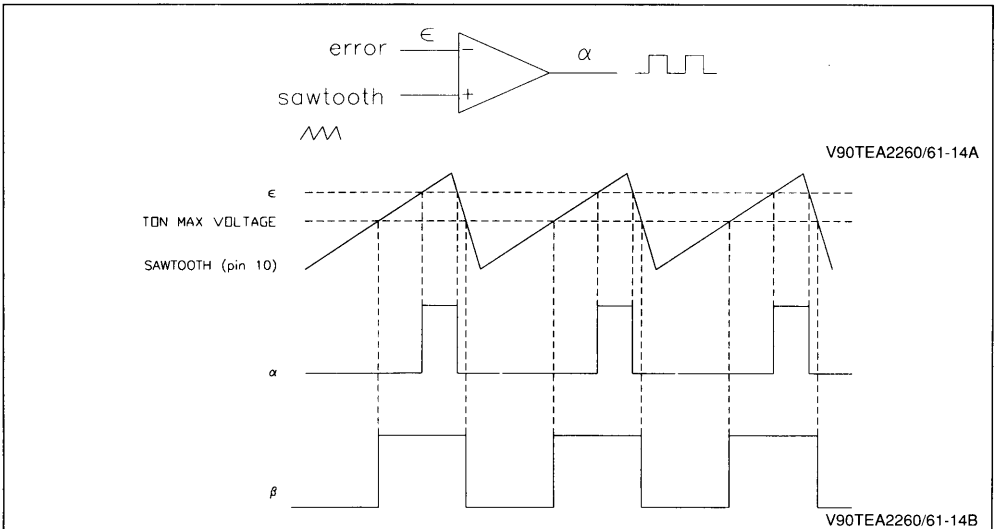 error ϵ − α
sawtooth +
V90TEA2260/61-14A
ϵ
TON MAX VOLTAGE
SAWTOOTH (pin 10)
α
β
V90TEA2260/61-14B